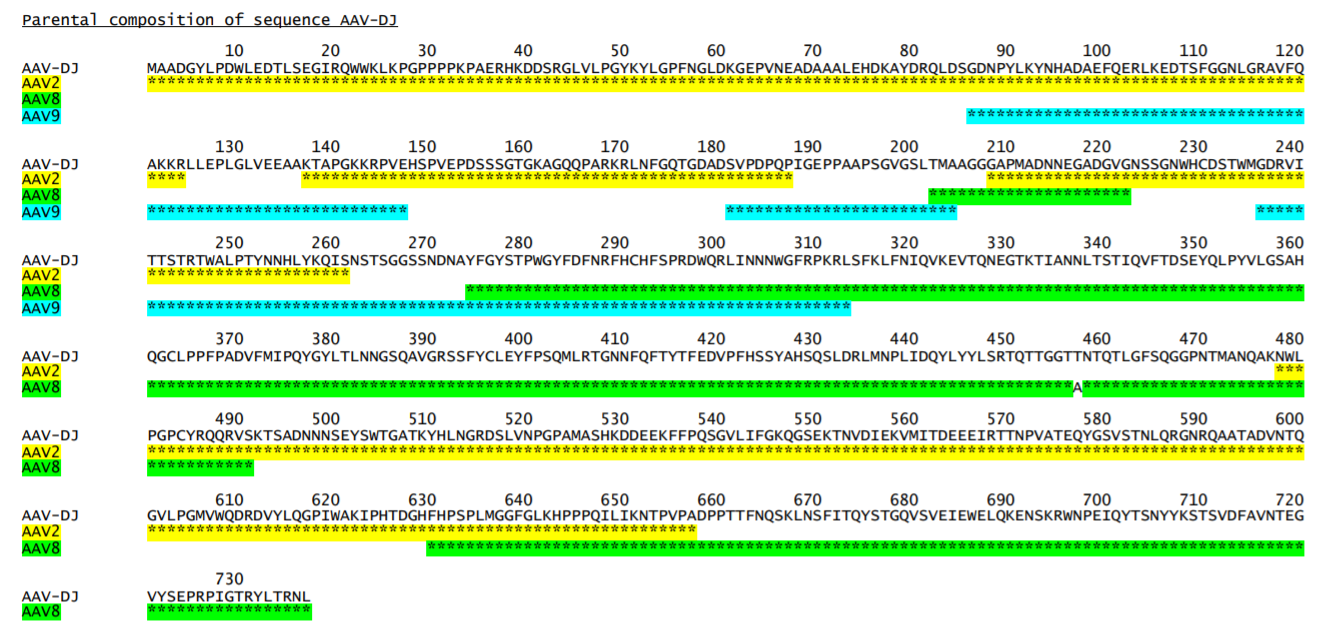 Parental composition of sequence AAV-DJ
10 20 30 40 50 60 70 80 90 100 110 120
AAV-DJ MAADGYLPDWLEDTLSEGIRQWWKLKPGPPPPKPAERHKDDSRGLVLPGYKYLGPFNGLDKGEPVNEADAAALEHDKAYDRQLDSGDNPYLKYNHADAEFQERLKEDTSFGGNLGRAVFQ
AAV2 ************************************************************************************************************************
AAV8
AAV9 ***********************************
130 140 150 160 170 180 190 200 210 220 230 240
AAV-DJ AKKRLLEPLGLVEEAAKTAPGKKRPVEHSPVEPDSSSGTGKAGQQPARKRLNFGQTGDADSVPDPQPIGEPPAAPSGVGSLTMAAGGGAPMADNNEGADGVGNSSGNWHCDSTWMGDRVI
AAV2 **** *************************************************** *********************************
AAV8 *********************
AAV9 *************************** ************************ *****
250 260 270 280 290 300 310 320 330 340 350 360
AAV-DJ TTSTRTWALPTYNNHLYKQISNSTSGGSSNDNAYFGYSTPWGYFDFNRFHCHFSPRDWQRLINNNWGFRPKRLSFKLFNIQVKEVTQNEGTKTIANNLTSTIQVFTDSEYQLPYVLGSAH
AAV2 *********************
AAV8 ***************************************************************************************
AAV9 *************************************************************************
370 380 390 400 410 420 430 440 450 460 470 480
AAV-DJ QGCLPPFPADVFMIPQYGYLTLNNGSQAVGRSSFYCLEYFPSQMLRTGNNFQFTYTFEDVPFHSSYAHSQSLDRLMNPLIDQYLYYLSRTQTTGGTTNTQTLGFSQGGPNTMANQAKNWL
AAV2 ***
AAV8 ************************************************************************************************A***********************
490 500 510 520 530 540 550 560 570 580 590 600
AAV-DJ PGPCYRQQRVSKTSADNNNSEYSWTGATKYHLNGRDSLVNPGPAMASHKDDEEKFFPQSGVLIFGKQGSEKTNVDIEKVMITDEEEIRTTNPVATEQYGSVSTNLQRGNRQAATADVNTQ
AAV2 ************************************************************************************************************************
AAV8 ***********
610 620 630 640 650 660 670 680 690 700 710 720
AAV-DJ GVLPGMVWQDRDVYLQGPIWAKIPHTDGHFHPSPLMGGFGLKHPPPQILIKNTPVPADPPTTFNQSKLNSFITQYSTGQVSVEIEWELQKENSKRWNPEIQYTSNYYKSTSVDFAVNTEG
AAV2 *********************************************************
AAV8 *******************************************************************************************
730
AAV-DJ VYSEPRPIGTRYLTRNL
AAV8 *****************